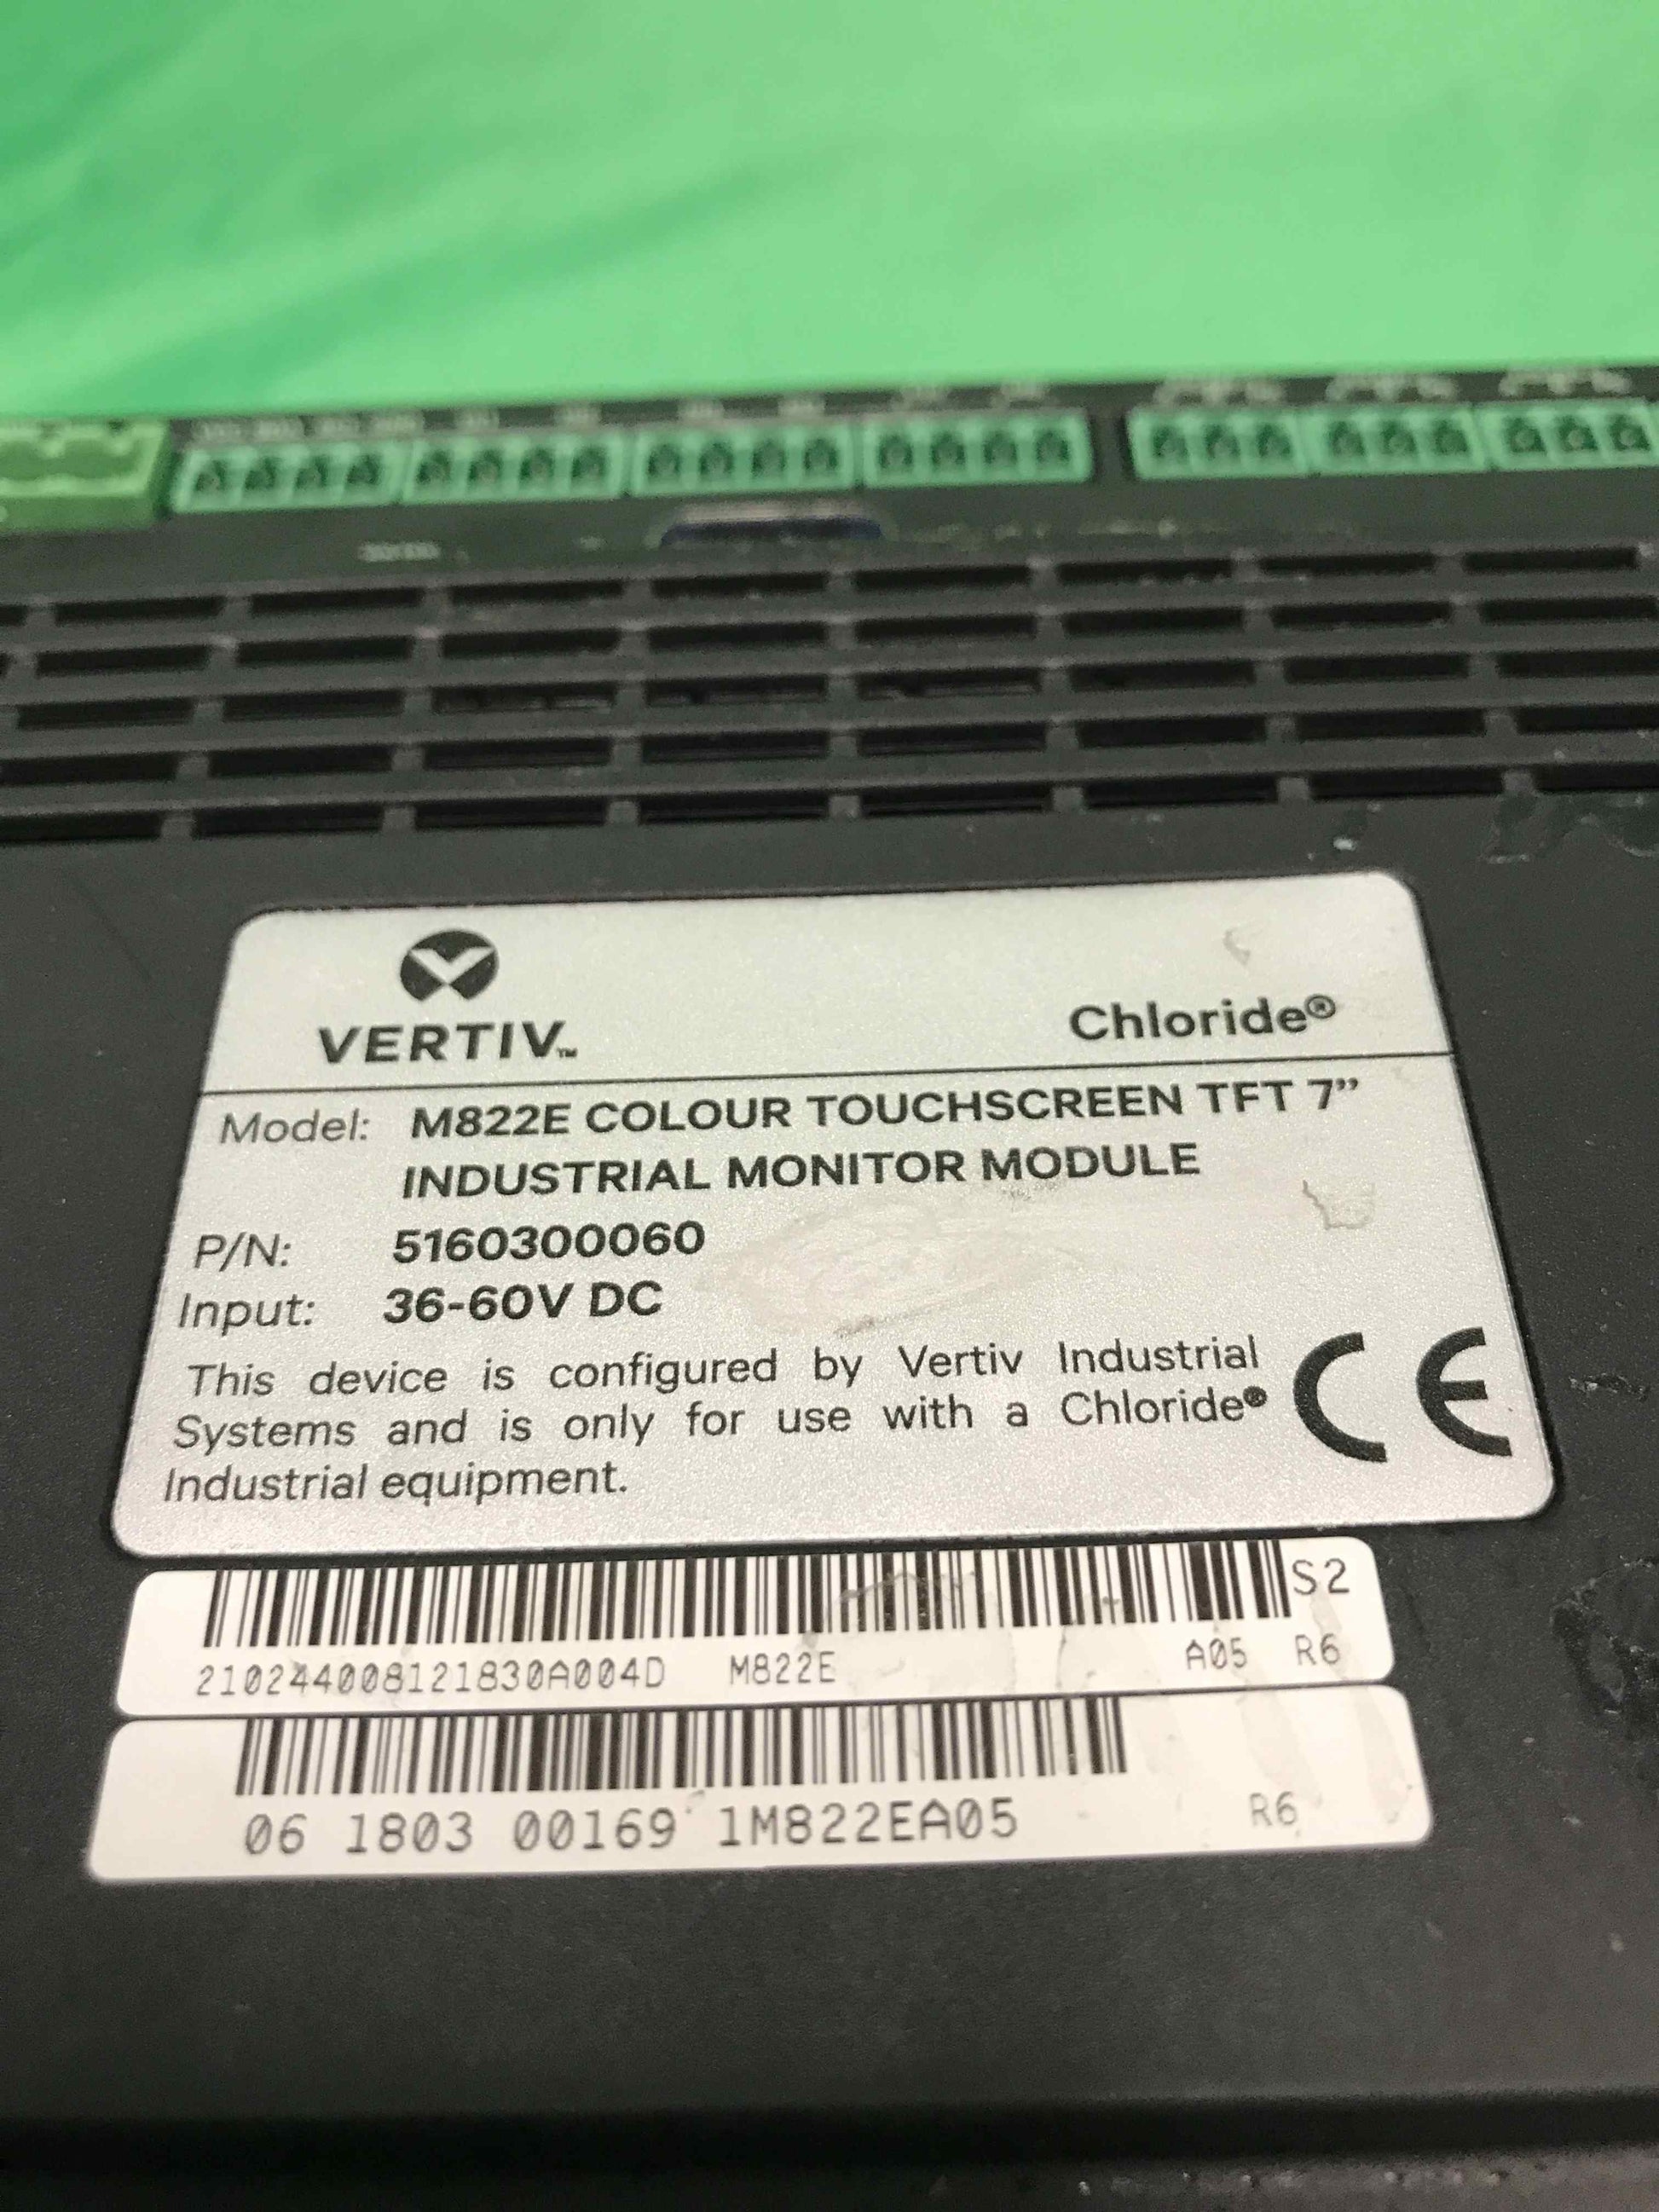 VERTIV™
Chloride®
Model: M822E COLOUR TOUCHSCREEN TFT 7”
INDUSTRIAL MONITOR MODULE
P/N: 5160300060
Input: 36-60V DC
This device is configured by Vertiv Industrial
Systems and is only for use with a Chloride®
Industrial equipment.
CE
S2
210244008121830A004D M822E A05 R6
06 1803 00169 1M822EA05 R6